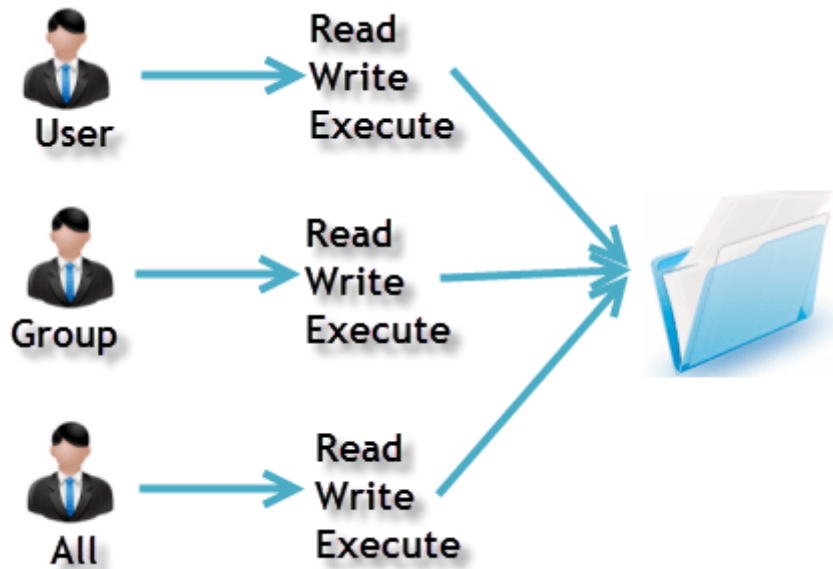 User
Read
Write
Execute
Group
Read
Write
Execute
All
Read
Write
Execute